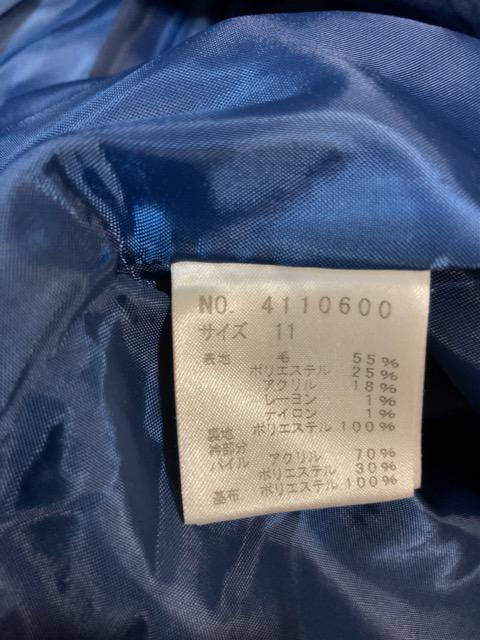 NO. 4110600
サイズ 11
表地 毛 55%
ポリエステル 25%
アクリル 18%
レーヨン 1%
ナイロン 1%
裏地 ポリエステル 100%
衿部分
パイル アクリル 70%
ポリエステル 30%
基布 ポリエステル 100%